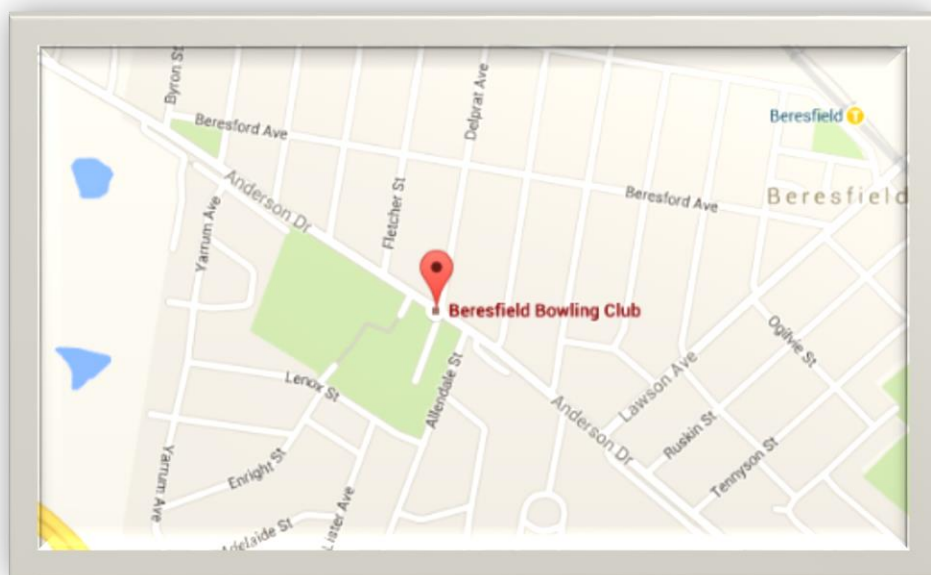 Byron St
Beresford Ave
Delprat Ave
Beresfield
Beresford Ave
Beresfield
Anderson Dr
Yarrum Ave
Fletcher St
Beresfield Bowling Club
Ogilvie St
Lenox St
Allendale St
Lawson Ave
Anderson Dr
Ruskin St
Tennyson St
Enright St
Yarrum Ave
Lister Ave
Adelaide St